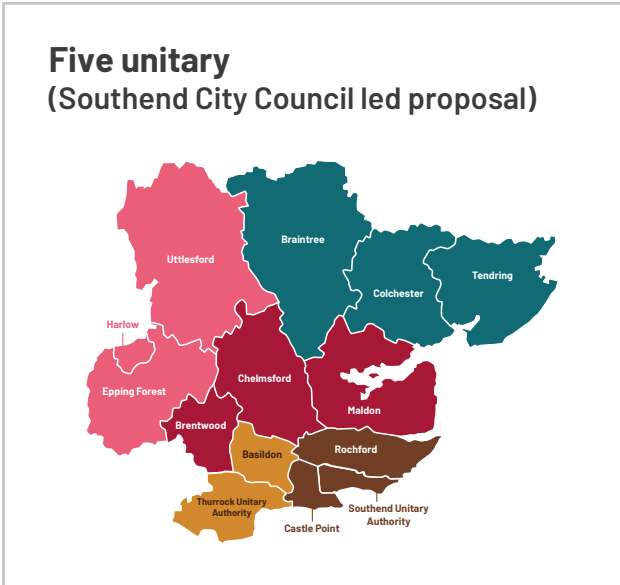 Five unitary
(Southend City Council led proposal)
Uttlesford
Braintree
Colchester
Tendring
Harlow
Epping Forest
Chelmsford
Maldon
Brentwood
Basildon
Rochford
Thurrock Unitary
Authority
Castle Point
Southend Unitary
Authority